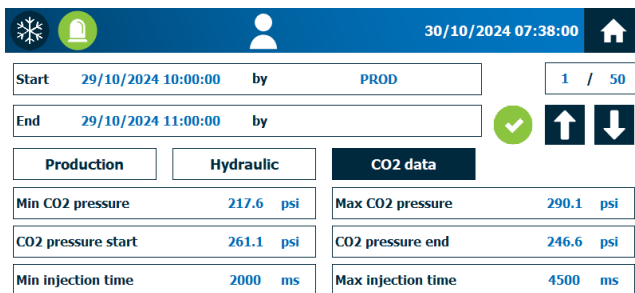 30/10/2024 07:38:00
Start 29/10/2024 10:00:00 by PROD 1 / 50
End 29/10/2024 11:00:00 by
Production Hydraulic CO2 data
Min CO2 pressure 217.6 psi Max CO2 pressure 290.1 psi
CO2 pressure start 261.1 psi CO2 pressure end 246.6 psi
Min injection time 2000 ms Max injection time 4500 ms